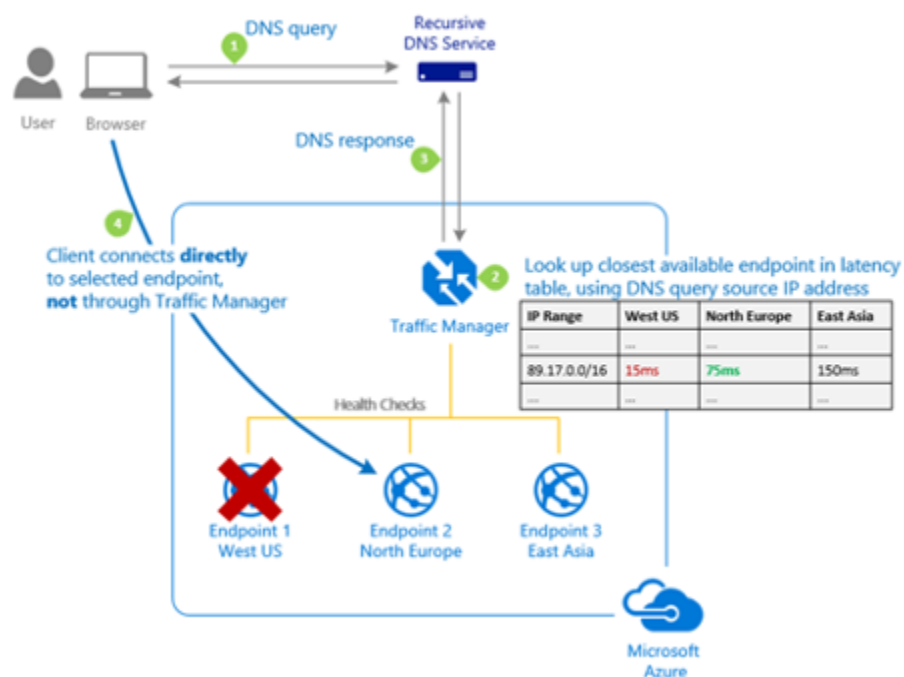 DNS query
1
Recursive
DNS Service
User
Browser
DNS response
3
4
Client connects directly
to selected endpoint,
not through Traffic Manager
2
Look up closest available endpoint in latency
table, using DNS query source IP address
Traffic Manager
IP Range West US North Europe East Asia
... ... ... ...
89.17.0.0/16 15ms 75ms 150ms
... ... ... ...
Health Checks
Endpoint 1
West US
Endpoint 2
North Europe
Endpoint 3
East Asia
Microsoft
Azure